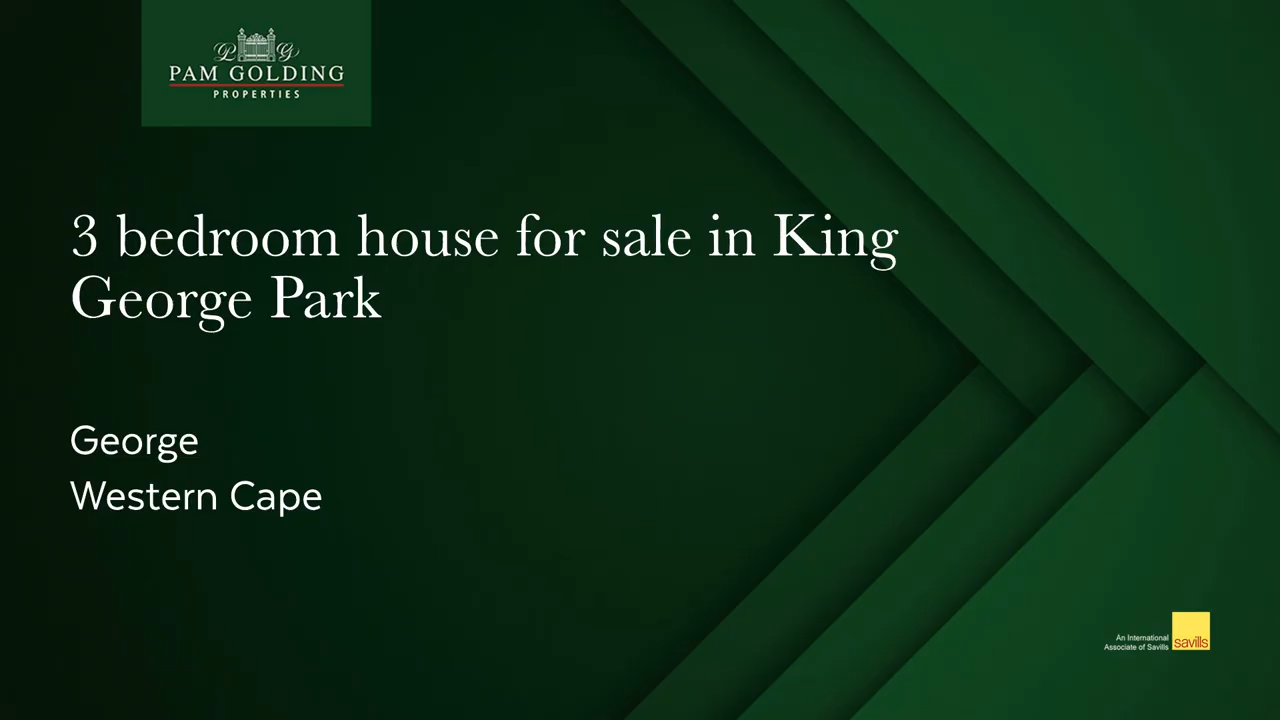 PAM GOLDING
PROPERTIES
3 bedroom house for sale in King
George Park
George
Western Cape
An International
Associate of Savills
savills